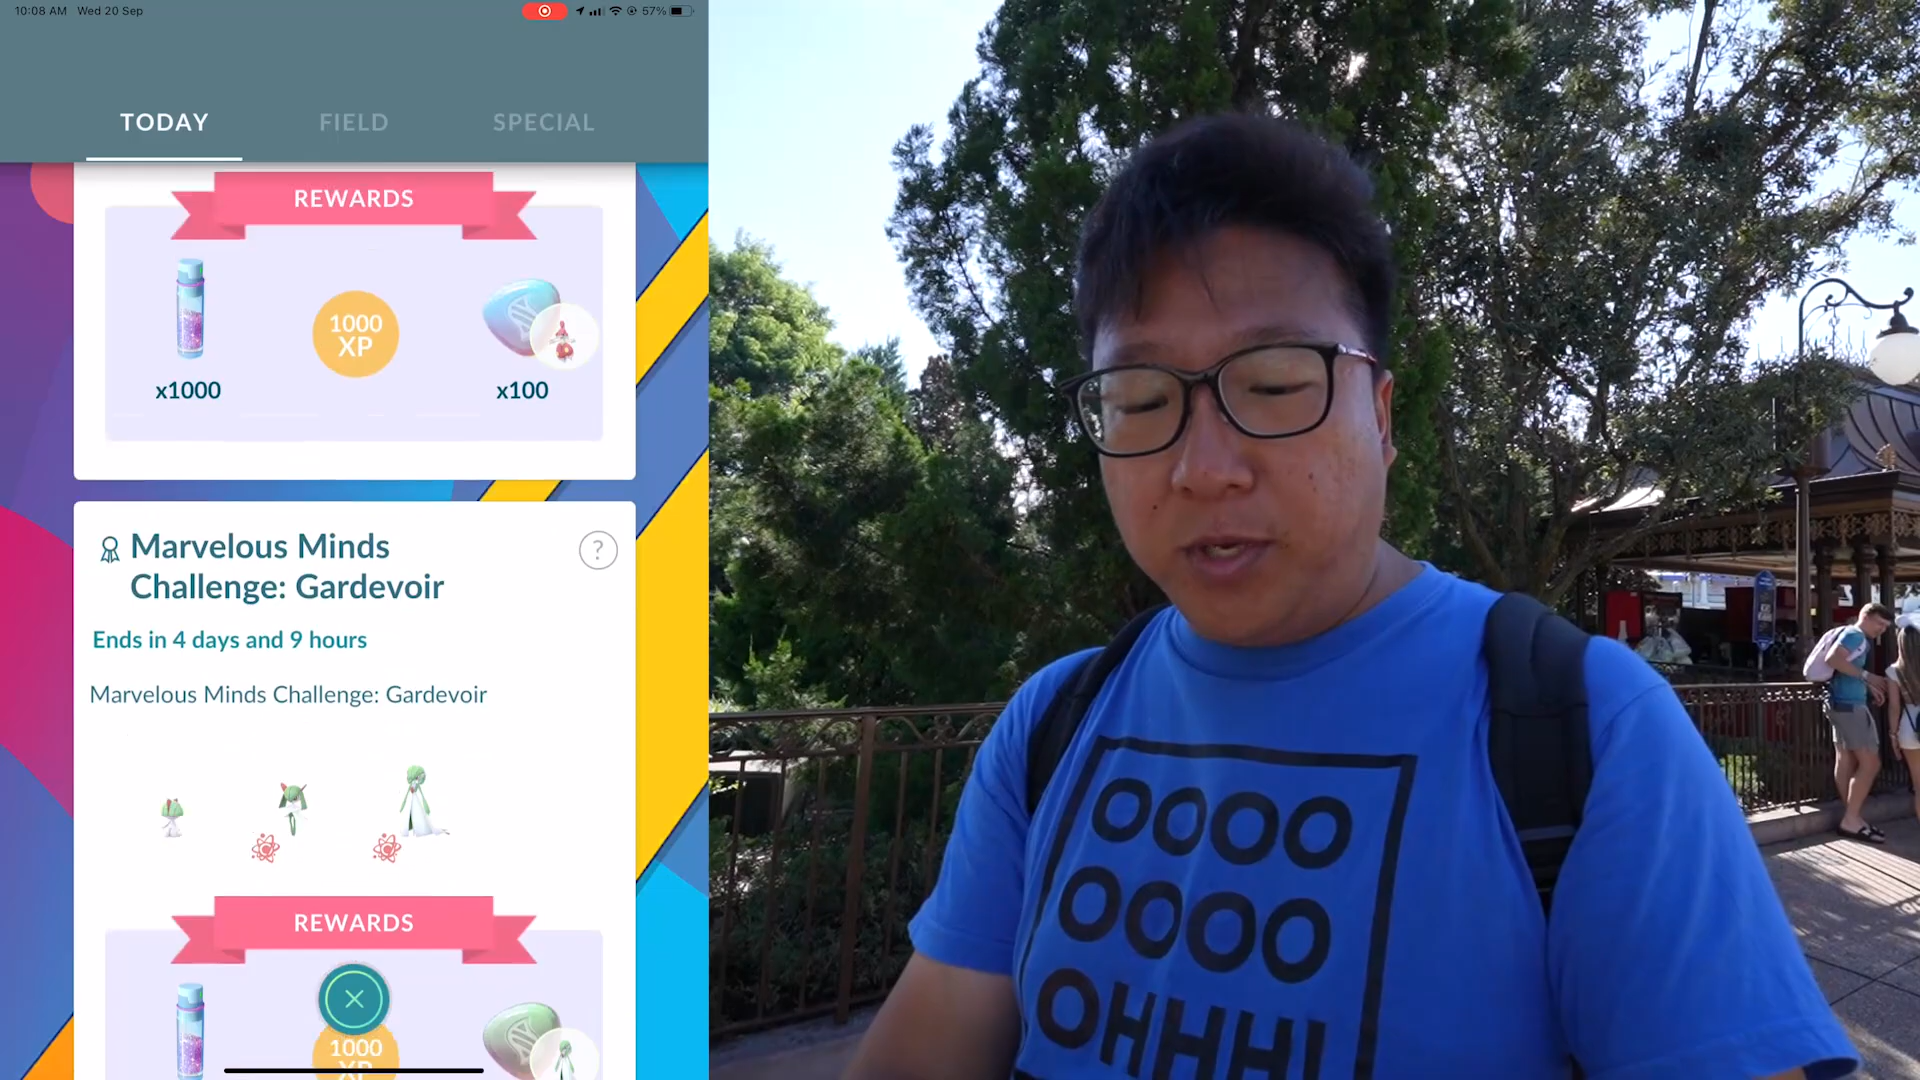 10:08 AM Wed 20 Sep
57%
TODAY FIELD SPECIAL
REWARDS
1000
XP
x1000
x100
Marvelous Minds
Challenge: Gardevoir
?
Ends in 4 days and 9 hours
Marvelous Minds Challenge: Gardevoir
REWARDS
1000
XP
OOOO
OOOO
OHHH!